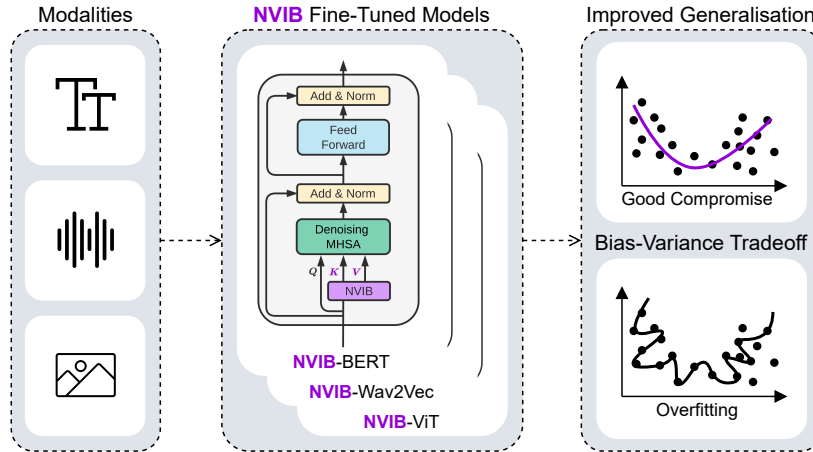 Modalities
TT
NVIB Fine-Tuned Models
Add & Norm
Feed
Forward
Add & Norm
Denoising
MHSA
Q K V
NVIB
NVIB-BERT
NVIB-Wav2Vec
NVIB-ViT
Improved Generalisation
Good Compromise
Bias-Variance Tradeoff
Overfitting